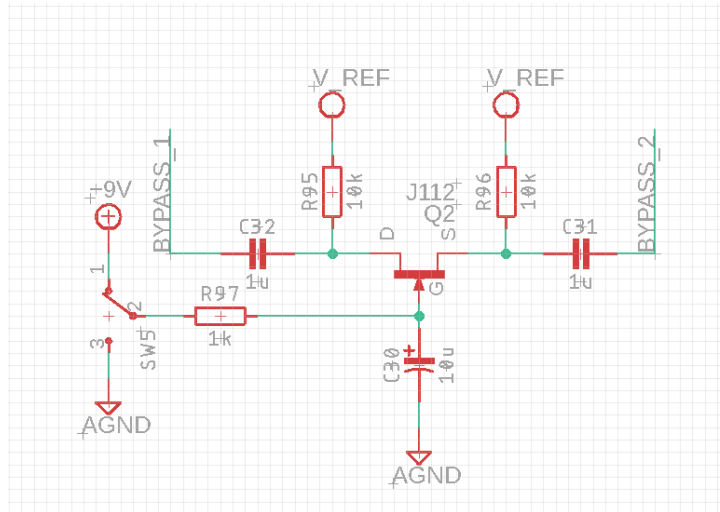 V_REF
V_REF
BYPASS_1
BYPASS_2
+9V
R95
10k
J112
Q2
R96
10k
C32
1u
D
S
C31
1u
G
1
2
3
SW5
R97
1k
C30
10u
AGND
AGND